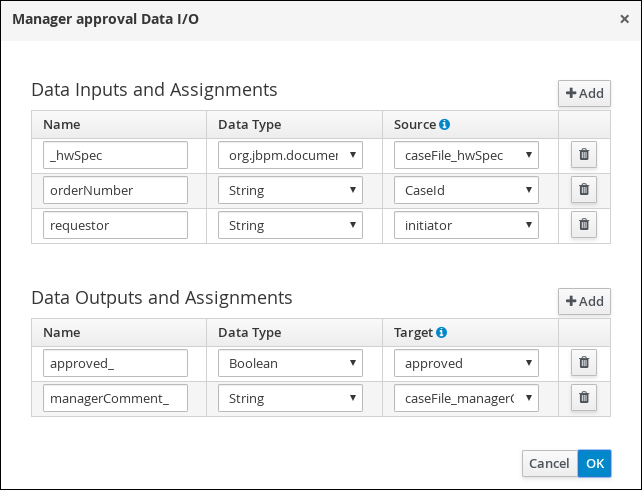 Manager approval Data I/O ×
Data Inputs and Assignments
+ Add
Name Data Type Source
_hwSpec org.jbpm.documen caseFile_hwSpec
orderNumber String CaseId
requestor String initiator
Data Outputs and Assignments
+ Add
Name Data Type Target
approved_ Boolean approved
managerComment_ String caseFile_managerC
Cancel OK